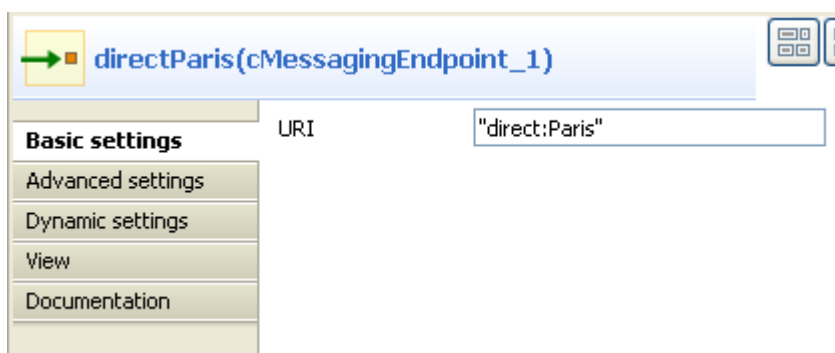 directParis(cMessagingEndpoint_1)
Basic settings
URI
"direct:Paris"
Advanced settings
Dynamic settings
View
Documentation